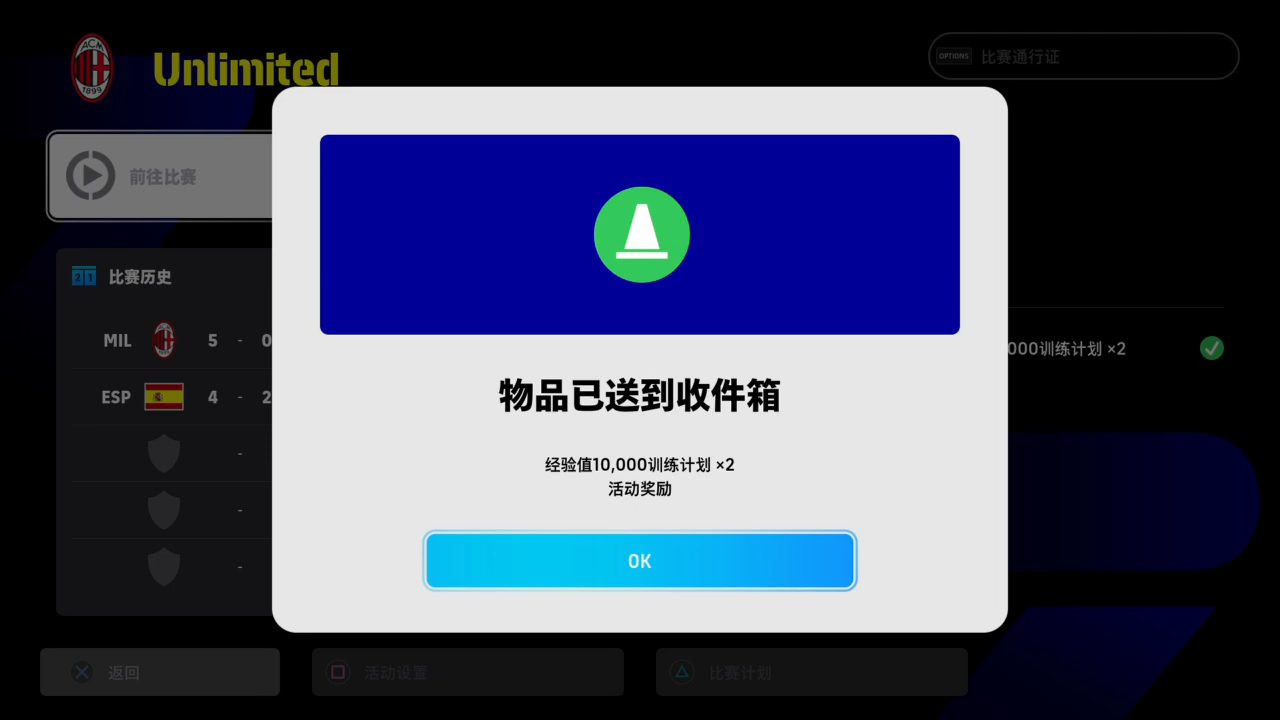 ACM
1899
Unlimited
OPTIONS 比赛通行证
前往比赛
21 比赛历史
MIL 5 - 0
ESP 4 - 2
-
-
-
000训练计划 ×2
物品已送到收件箱
经验值10,000训练计划 ×2
活动奖励
OK
返回
活动设置
比赛计划